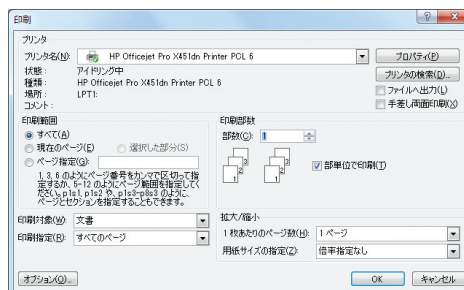 印刷
プリンタ
プリンタ名(N): HP Officejet Pro X451dn Printer PCL 6 プロパティ(P)
状態: アイドリング中 プリンタの検索(D)...
種類: HP Officejet Pro X451dn Printer PCL 6
場所: LPT1: ファイルへ出力(L)
コメント: 手差し両面印刷(X)
印刷範囲 印刷部数
すべて(A) 部数(C): 1
現在のページ(E) 選択した部分(S)
ページ指定(G): 部単位で印刷(T)
1, 3, 6 のようにページ番号をカンマで区切って指
定するか、5-12 のようにページ範囲を指定してく
ださい。p1s1, p1s2 や、p1s3-p8s3 のように、
ページとセクションを指定することもできます。
1 1 2 2 3 3
印刷対象(W): 文書 拡大/縮小
印刷指定(R): すべてのページ 1 枚あたりのページ数(H): 1 ページ
用紙サイズの指定(Z): 倍率指定なし
オプション(O)... OK キャンセル